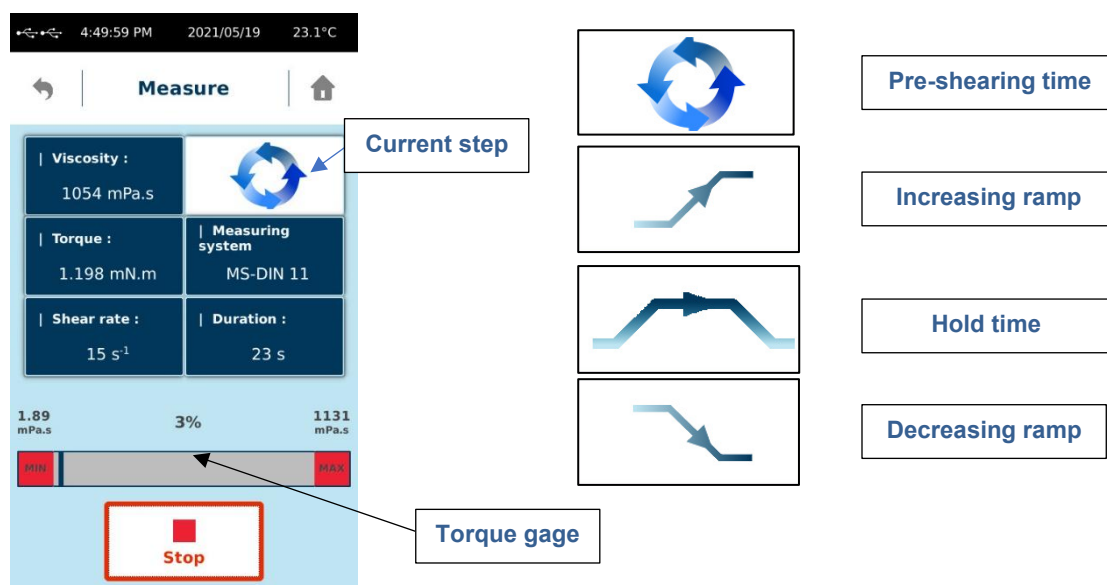 4:49:59 PM 2021/05/19 23.1°C
Measure
| Viscosity :
1054 mPa.s
| Torque :
1.198 mN.m
| Measuring
system
MS-DIN 11
| Shear rate :
15 s⁻¹
| Duration :
23 s
1.89
mPa.s
3%
1131
mPa.s
MIN
MAX
Stop
Current step
Torque gage
Pre-shearing time
Increasing ramp
Hold time
Decreasing ramp